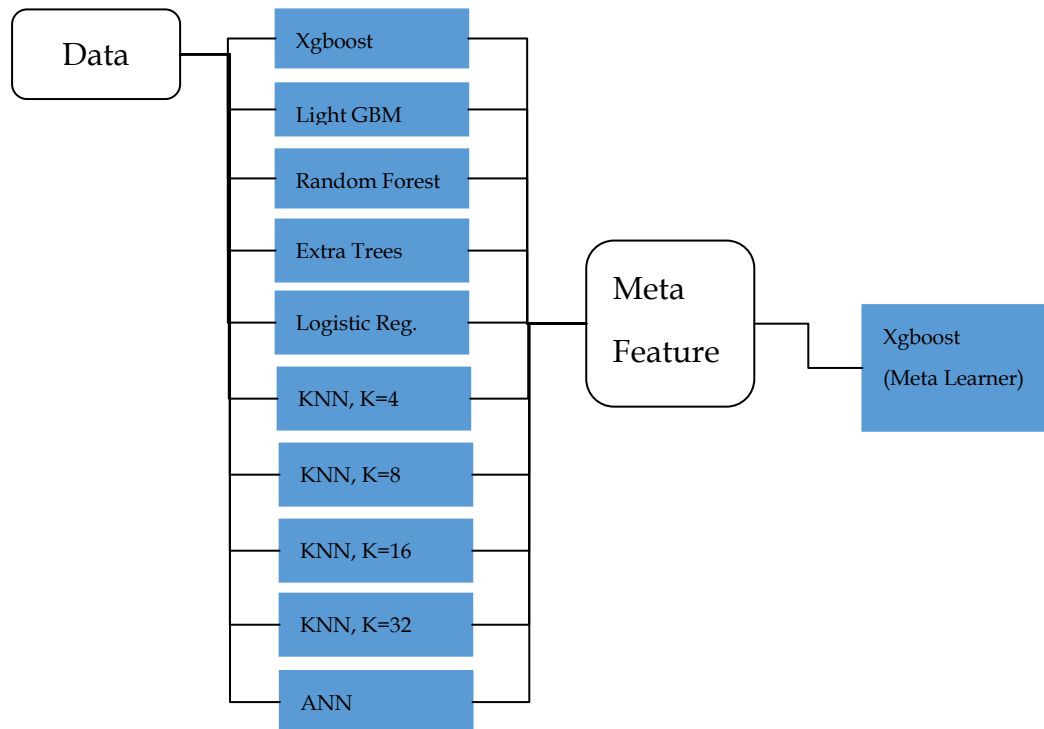 Data
Xgboost
Light GBM
Random Forest
Extra Trees
Logistic Reg.
KNN, K=4
KNN, K=8
KNN, K=16
KNN, K=32
ANN
Meta
Feature
Xgboost
(Meta Learner)